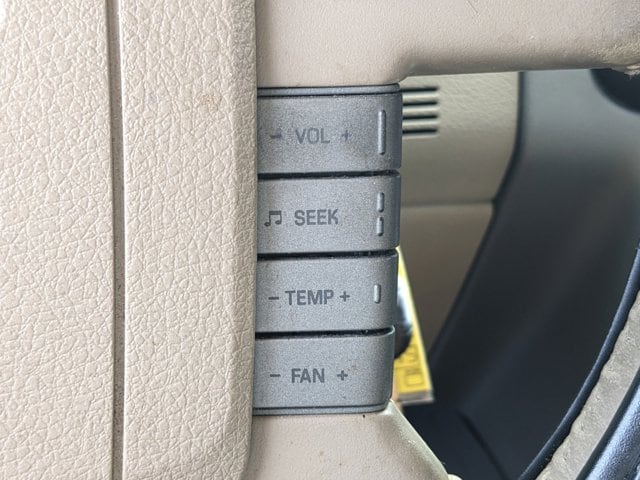 - VOL +
♫ SEEK
- TEMP +
- FAN +